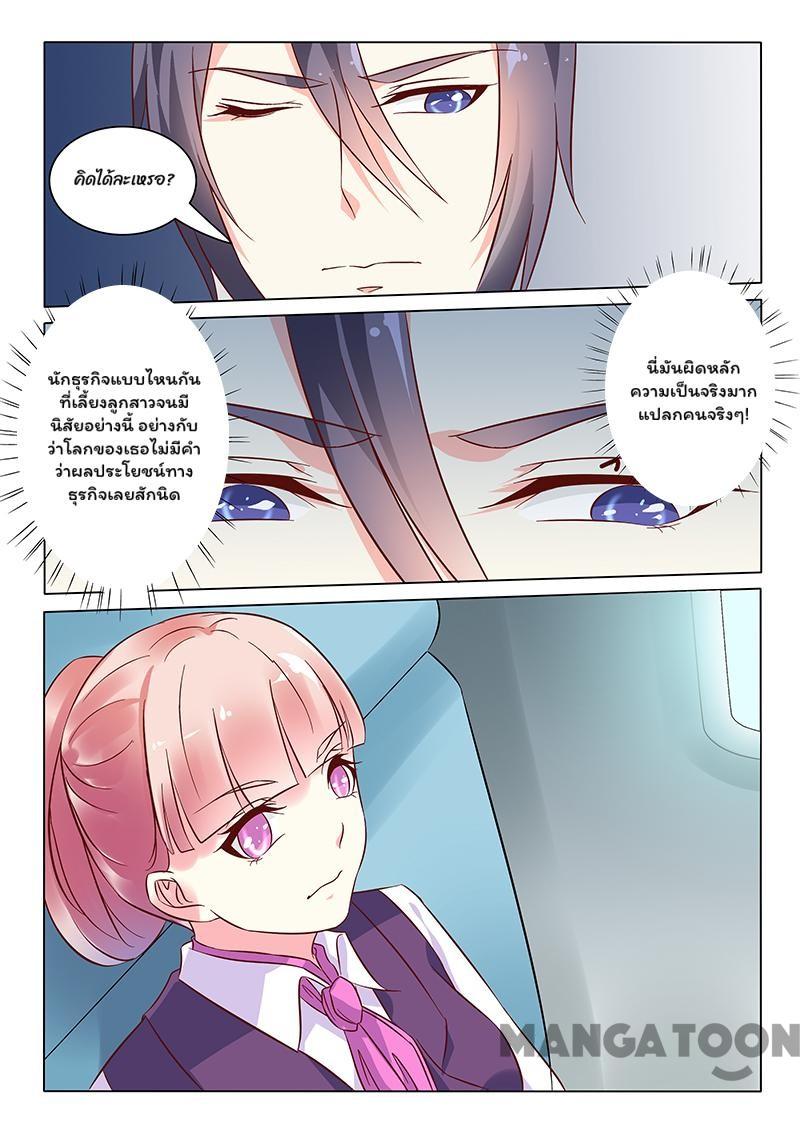 คิดได้ละเหรอ?
นักธุรกิจแบบไหนกัน
ที่เลี้ยงลูกสาวจนมี
นิสัยอย่างนี้ อย่างกับ
ว่าโลกของเธอไม่มีคำ
ว่าผลประโยชน์ทาง
ธุรกิจเลยสักนิด
นี่มันผิดหลัก
ความเป็นจริงมาก
แปลกคนจริงๆ!
MANGATOON